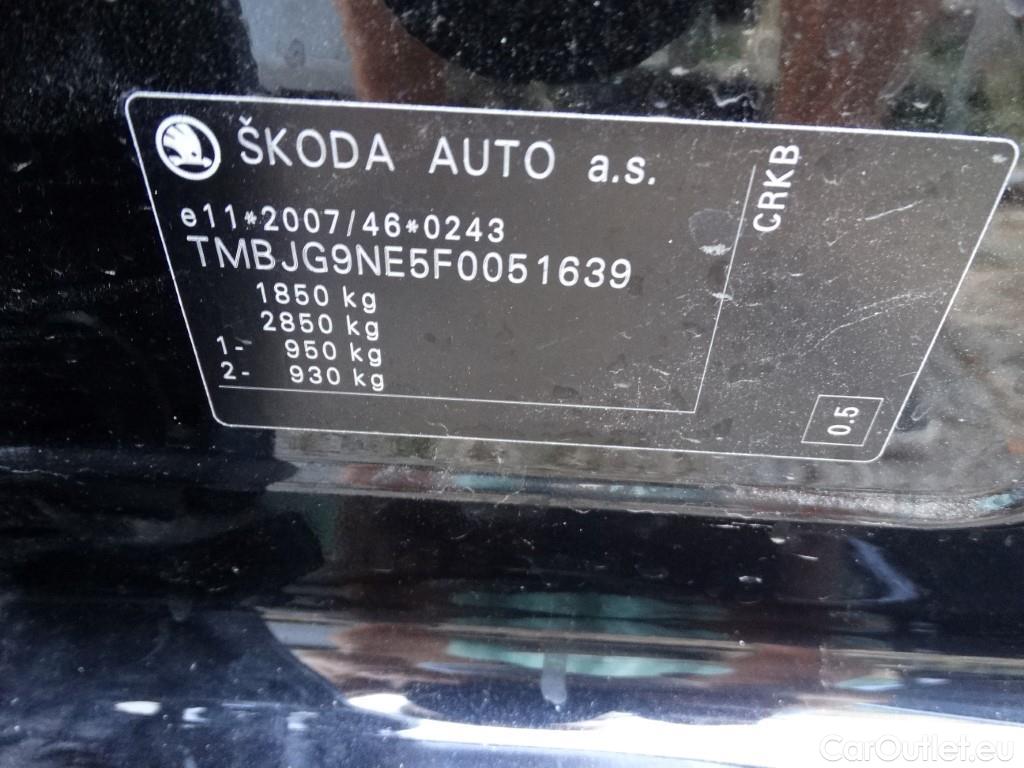 ŠKODA AUTO a.s.
e11*2007/46*0243
TMBJG9NE5F0051639
1850 kg
2850 kg
1- 950 kg
2- 930 kg
CRKB
0.5
CarOutlet.eu